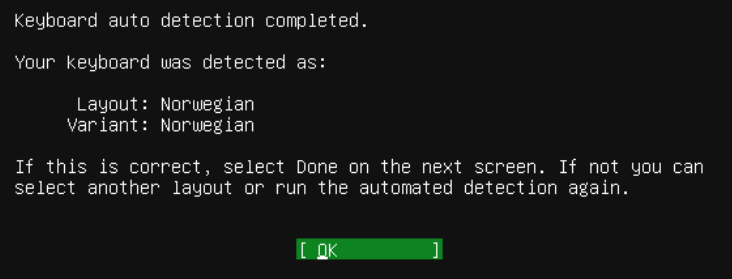 Keyboard auto detection completed.
Your keyboard was detected as:
Layout: Norwegian
Variant: Norwegian
If this is correct, select Done on the next screen. If not you can
select another layout or run the automated detection again.
[ OK ]